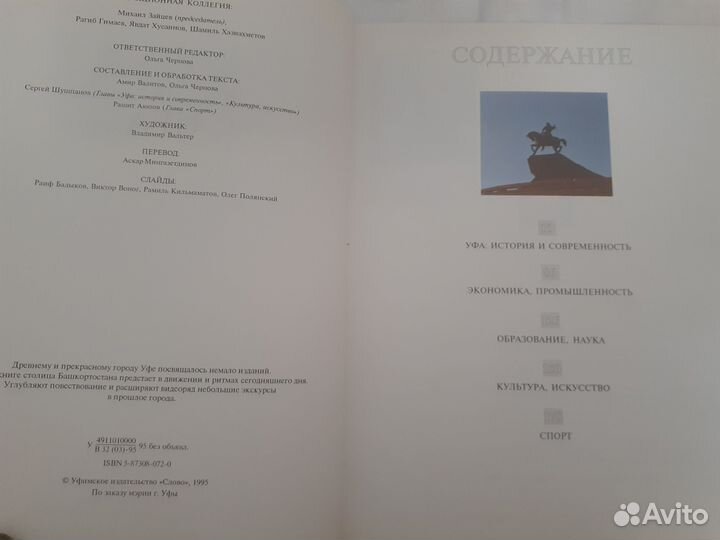 ЦИОННАЯ КОЛЛЕГИЯ:
Михаил Зайцев (председатель),
Рагиб Гимаев, Явдат Хусаинов, Шамиль Хазиахметов
ОТВЕТСТВЕННЫЙ РЕДАКТОР:
Ольга Чернова
СОСТАВЛЕНИЕ И ОБРАБОТКА ТЕКСТА:
Амир Валитов, Ольга Чернова
Сергей Шушпанов (Главы «Уфа: история и современность», «Культура, искусство»)
Рашит Аюпов (Глава «Спорт»)
ХУДОЖНИК:
Владимир Вальтер
ПЕРЕВОД:
Аскар Мингазетдинов
СЛАЙДЫ:
Раиф Бадыков, Виктор Воног, Рамиль Кильмаматов, Олег Полянский
Древнему и прекрасному городу Уфе посвящалось немало изданий.
книге столица Башкортостана предстает в движении и ритмах сегодняшнего дня.
Углубляют повествование и расширяют видеоряд небольшие экскурсы
в прошлое города.
У 4911010000 / В 32 (03)-95 95 без объявл.
ISBN 5-87308-072-0
© Уфимское издательство «Слово», 1995
По заказу мэрии г. Уфы
СОДЕРЖАНИЕ
УФА: ИСТОРИЯ И СОВРЕМЕННОСТЬ
ЭКОНОМИКА, ПРОМЫШЛЕННОСТЬ
ОБРАЗОВАНИЕ, НАУКА
КУЛЬТУРА, ИСКУССТВО
СПОРТ
Avito